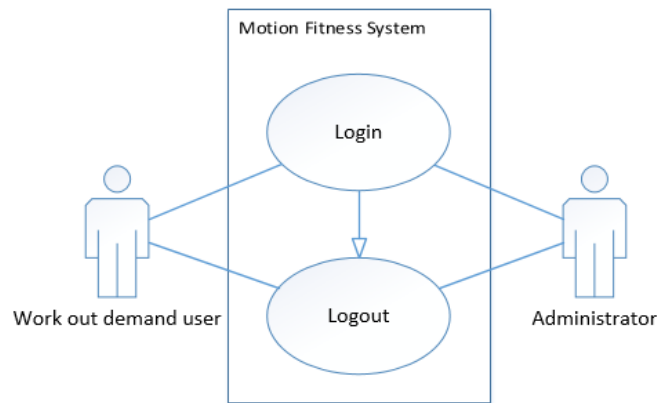 Motion Fitness System
Login
Logout
Work out demand user
Administrator